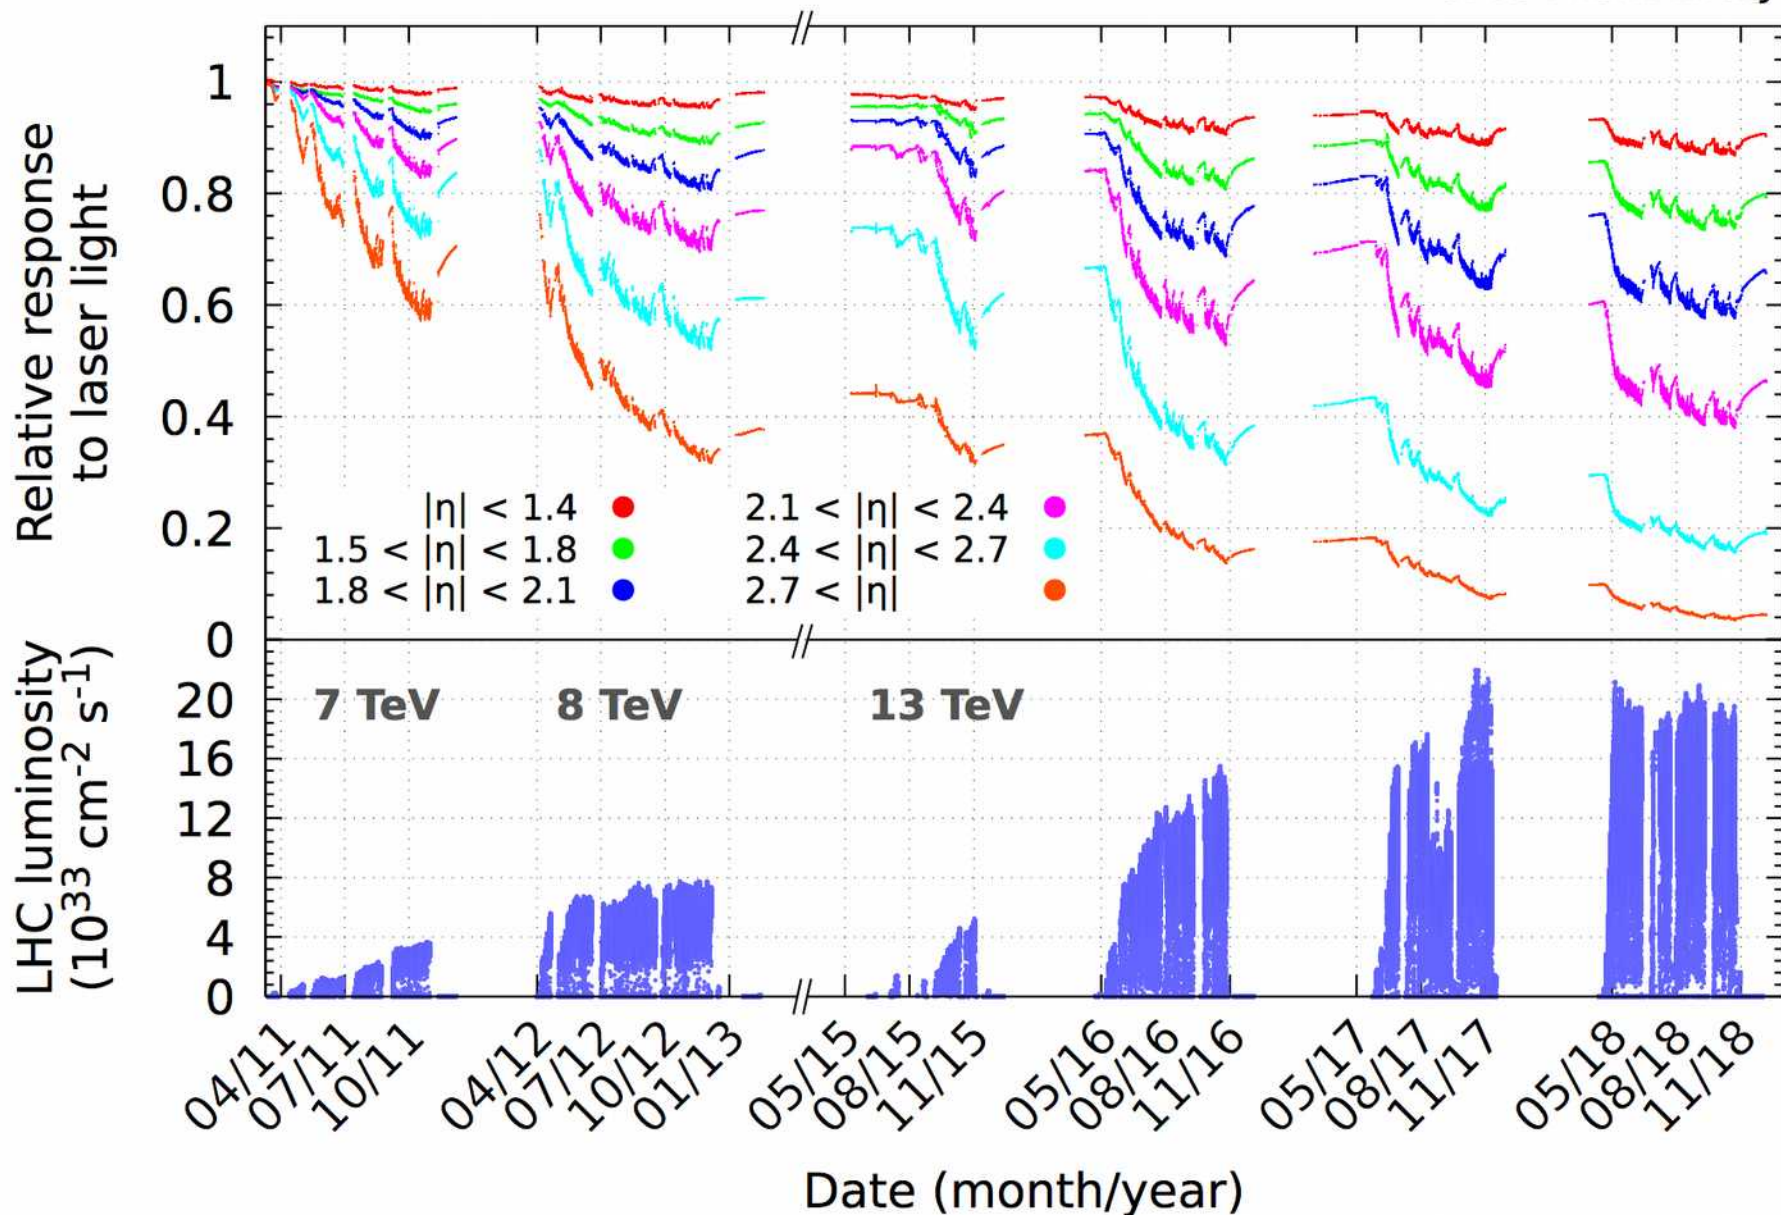 Relative response
to laser light
1
0.8
0.6
0.4
0.2
0
|η| < 1.4
1.5 < |η| < 1.8
1.8 < |η| < 2.1
2.1 < |η| < 2.4
2.4 < |η| < 2.7
2.7 < |η|
LHC luminosity
(10³³ cm⁻² s⁻¹)
20
16
12
8
4
0
7 TeV
8 TeV
13 TeV
04/11
07/11
10/11
04/12
07/12
10/12
01/13
05/15
08/15
11/15
05/16
08/16
11/16
05/17
08/17
11/17
05/18
08/18
11/18
Date (month/year)